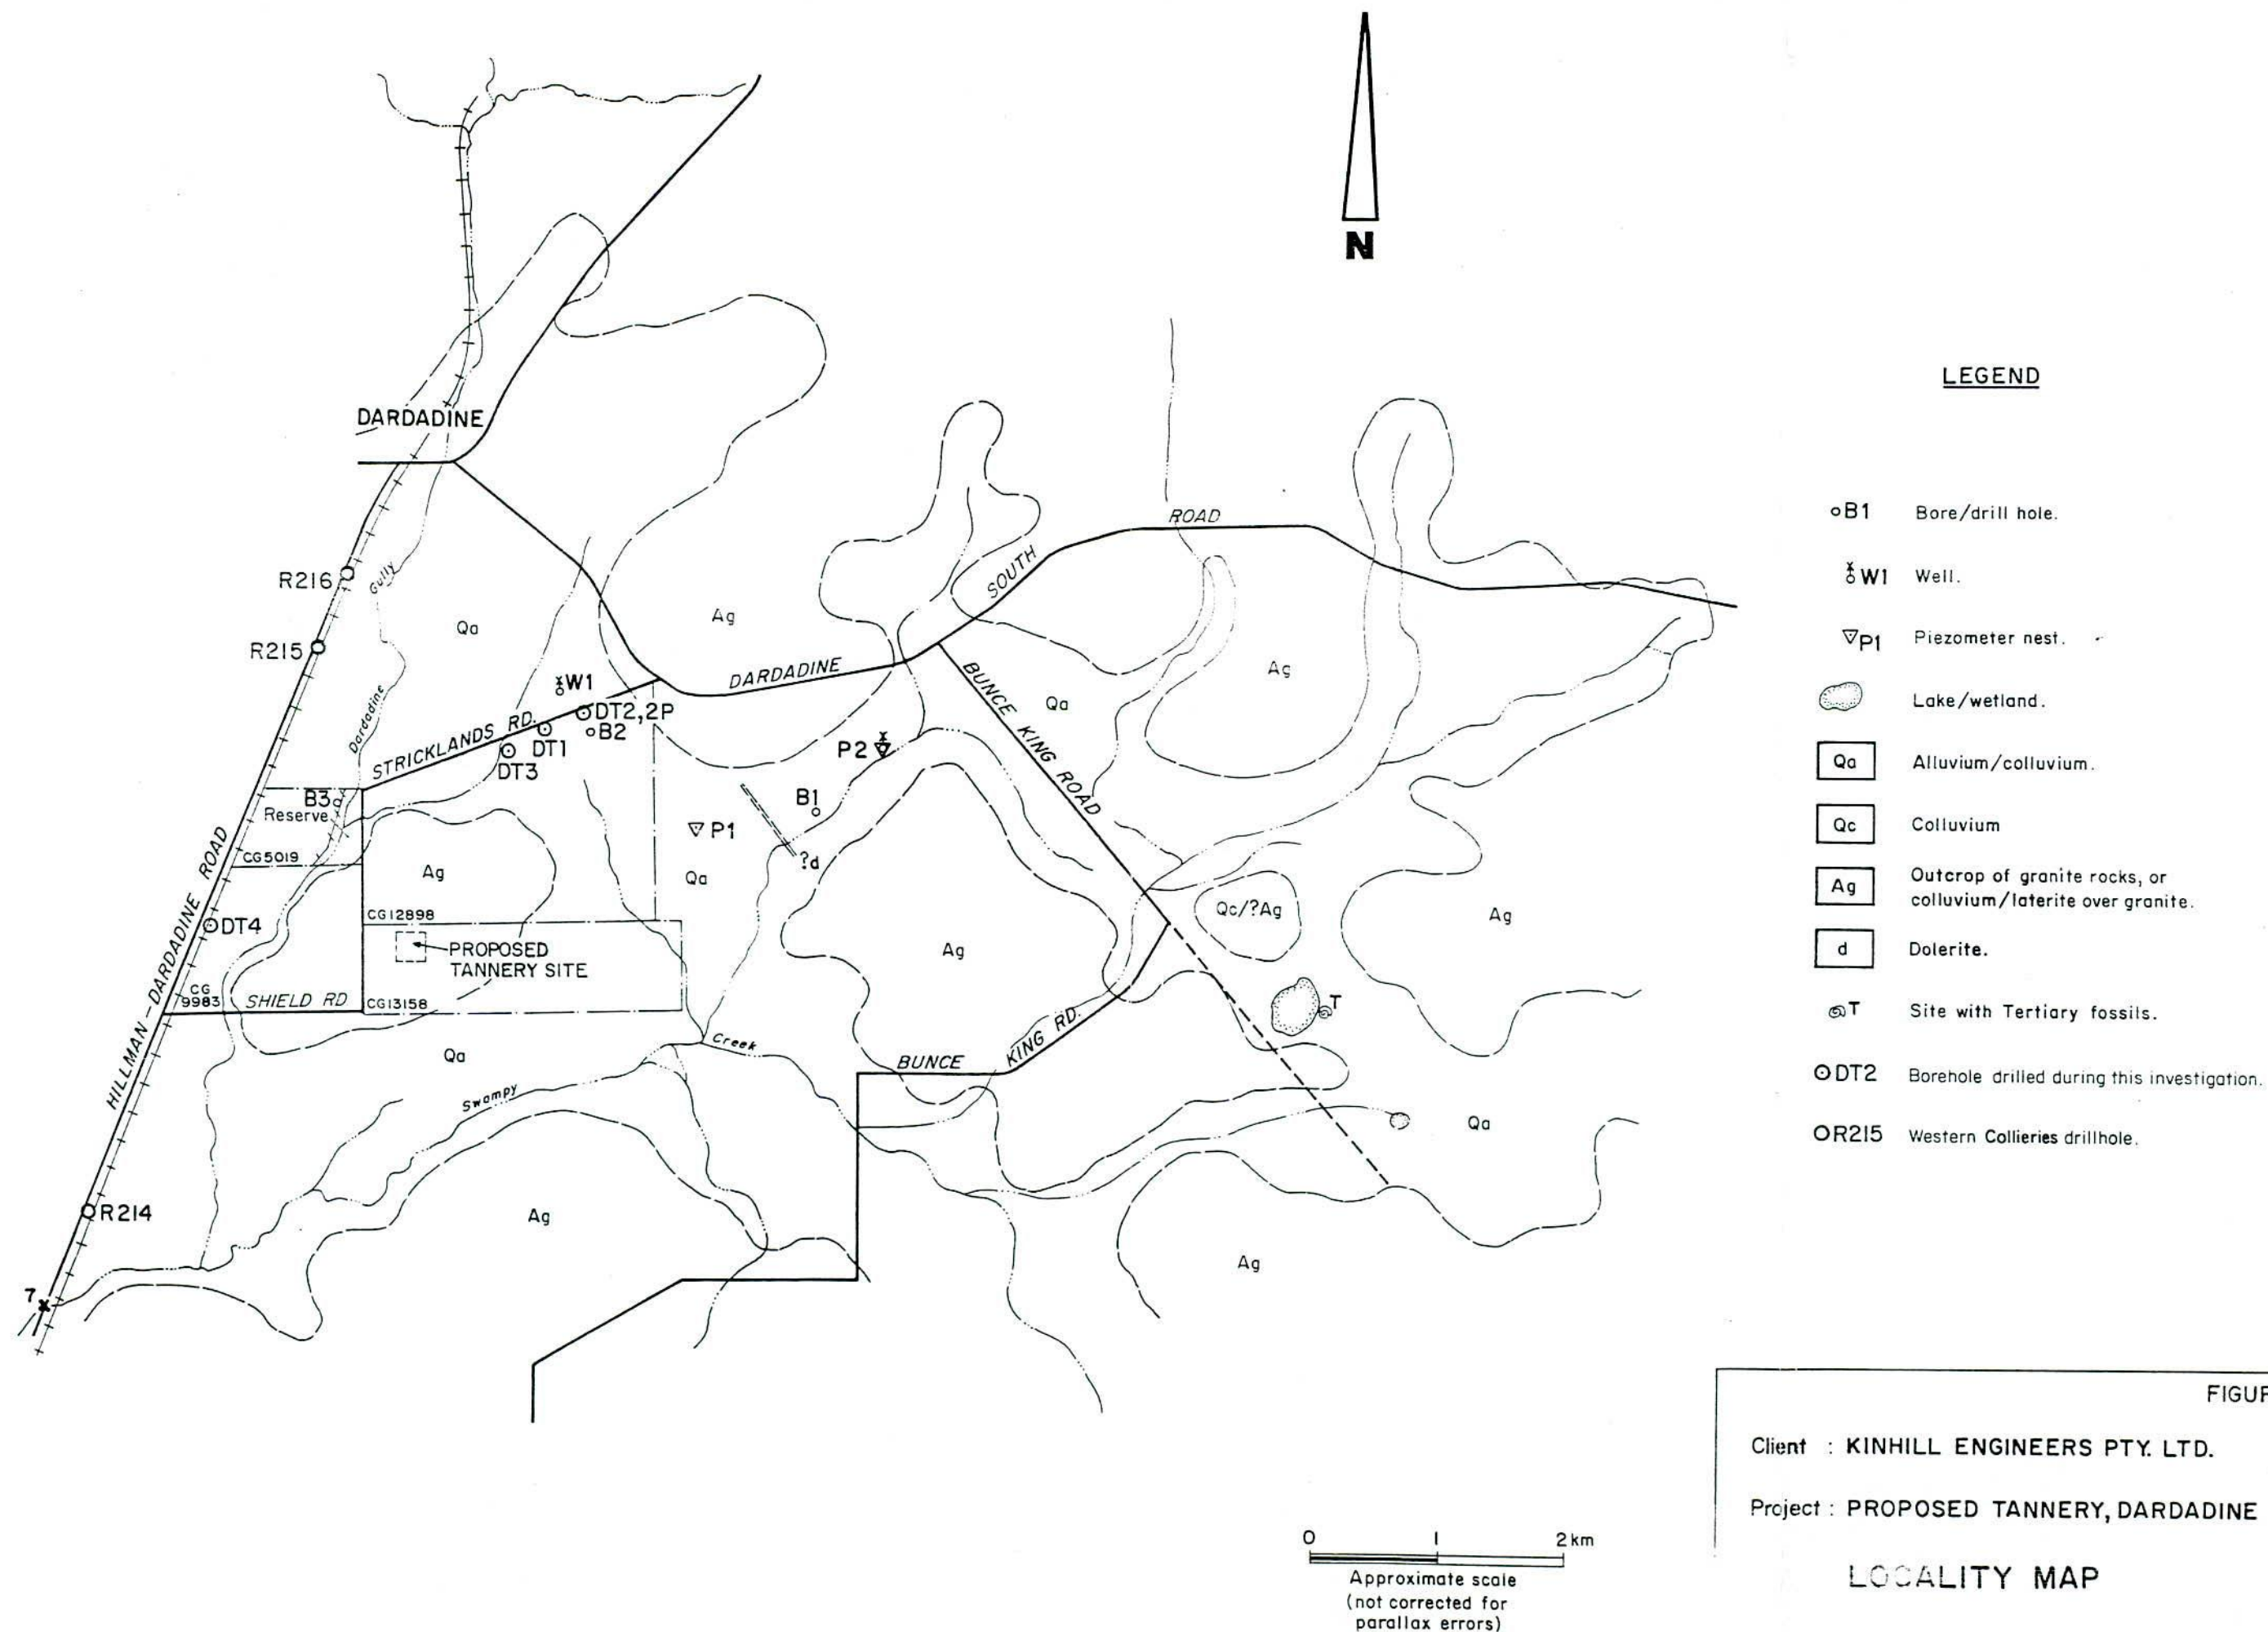 N
DARDADINE
R216
Gully
Qa
Ag
R215
Dardadine
ROAD
SOUTH
DARDADINE
W1
DT2,2P
STRICKLANDS RD.
DT1
B2
DT3
P2
BUNCE KING ROAD
Qa
Ag
B3
Reserve
B1
P1
?d
CG5019
Ag
Qa
HILLMAN-DARDADINE ROAD
CG12898
DT4
PROPOSED
TANNERY SITE
Ag
Qc/?Ag
Ag
CG
9983
SHIELD RD
CG13158
T
Qa
Creek
BUNCE
KING RD.
Swampy
Qa
R214
Ag
Ag
7
LEGEND
B1 Bore/drill hole.
W1 Well.
P1 Piezometer nest.
Lake/wetland.
Qa Alluvium/colluvium.
Qc Colluvium
Ag Outcrop of granite rocks, or
colluvium/laterite over granite.
d Dolerite.
T Site with Tertiary fossils.
DT2 Borehole drilled during this investigation.
R215 Western Collieries drillhole.
0 1 2 km
Approximate scale
(not corrected for
parallax errors)
Client : KINHILL ENGINEERS PTY. LTD.
Project : PROPOSED TANNERY, DARDADINE
LOCALITY MAP